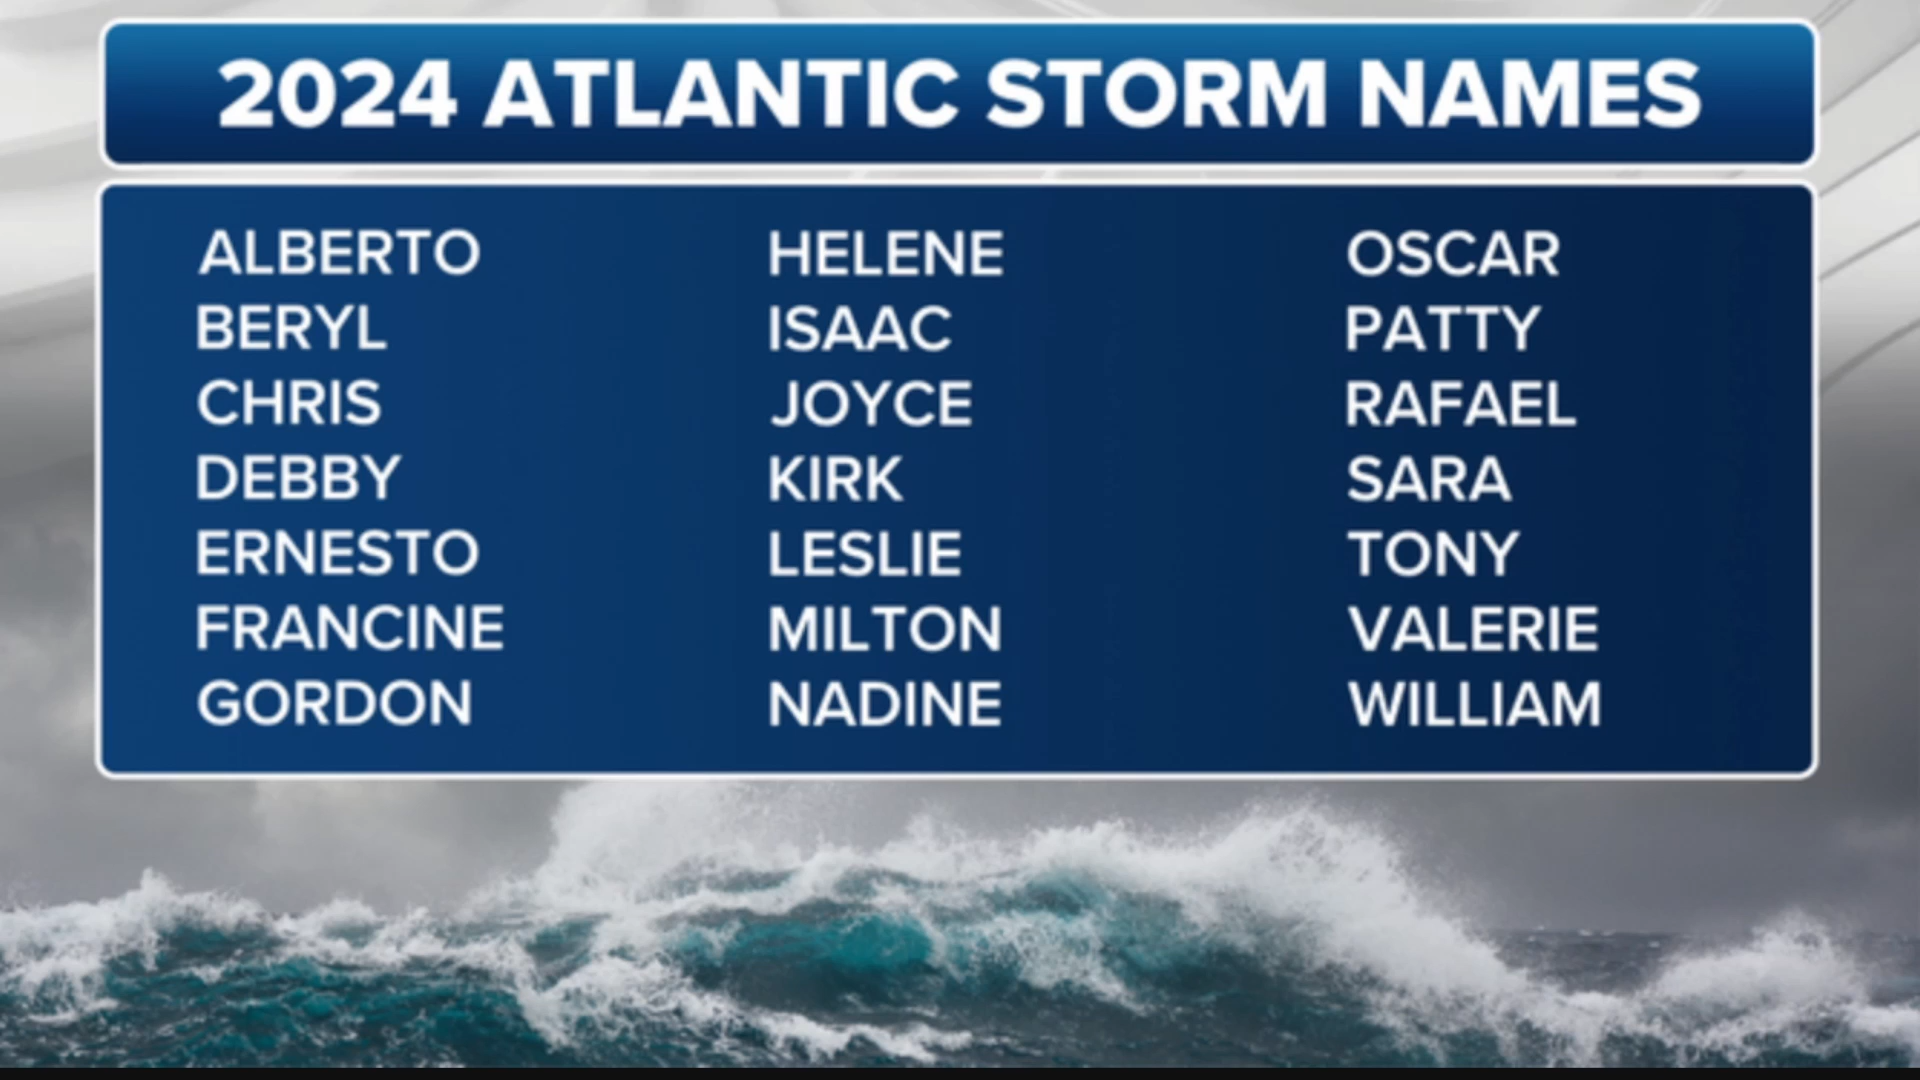 2024 ATLANTIC STORM NAMES
ALBERTO
BERYL
CHRIS
DEBBY
ERNESTO
FRANCINE
GORDON
HELENE
ISAAC
JOYCE
KIRK
LESLIE
MILTON
NADINE
OSCAR
PATTY
RAFAEL
SARA
TONY
VALERIE
WILLIAM